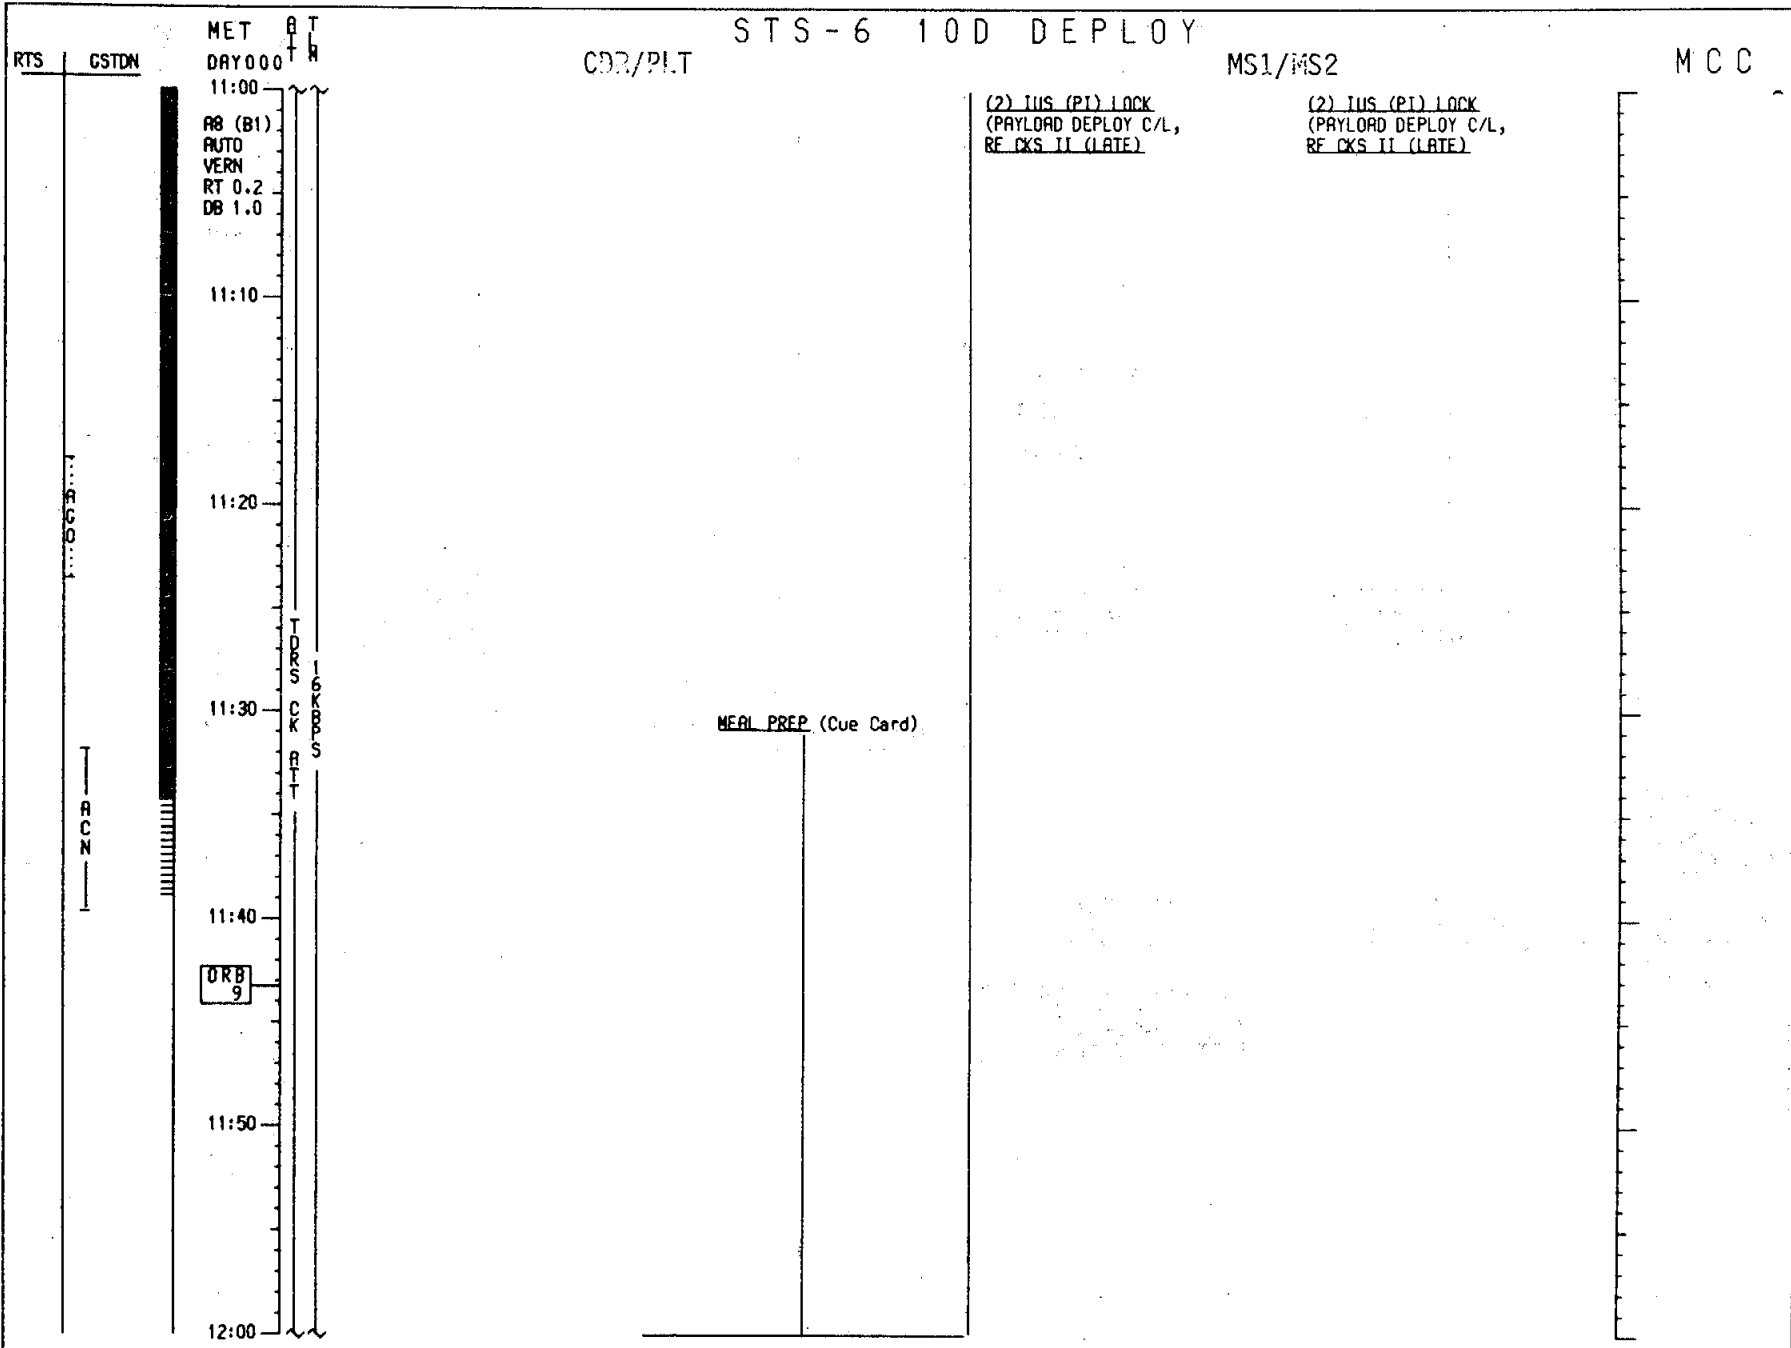 STS-6 10D DEPLOY
MET
ATT
TLM
RTS
GSTDN
DAY000
CDR/PLT
MS1/MS2
MCC
11:00
A8 (B1)
AUTO
VERN
RT 0.2
DB 1.0
(2) IUS (PI) LOCK
(PAYLOAD DEPLOY C/L,
RF CKS II (LATE)
(2) IUS (PI) LOCK
(PAYLOAD DEPLOY C/L,
RF CKS II (LATE)
11:10
AGO
11:20
TDRS CK ATT
16KBPS
11:30
MEAL PREP (Cue Card)
ACN
11:40
ORB
9
11:50
12:00